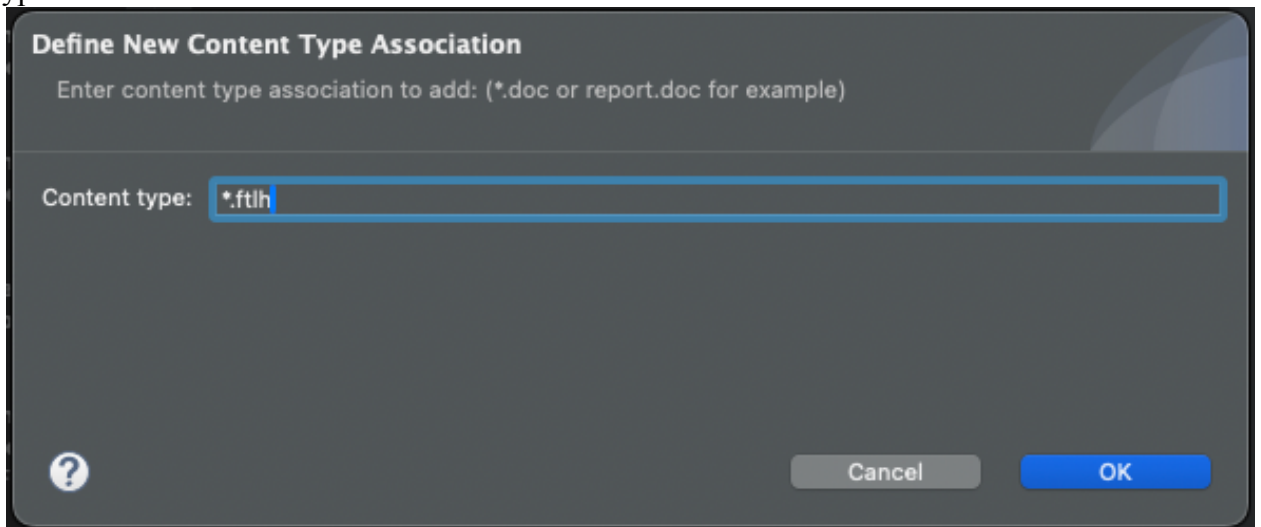 Define New Content Type Association
Enter content type association to add: (*.doc or report.doc for example)
Content type: *.ftlh
?
Cancel OK